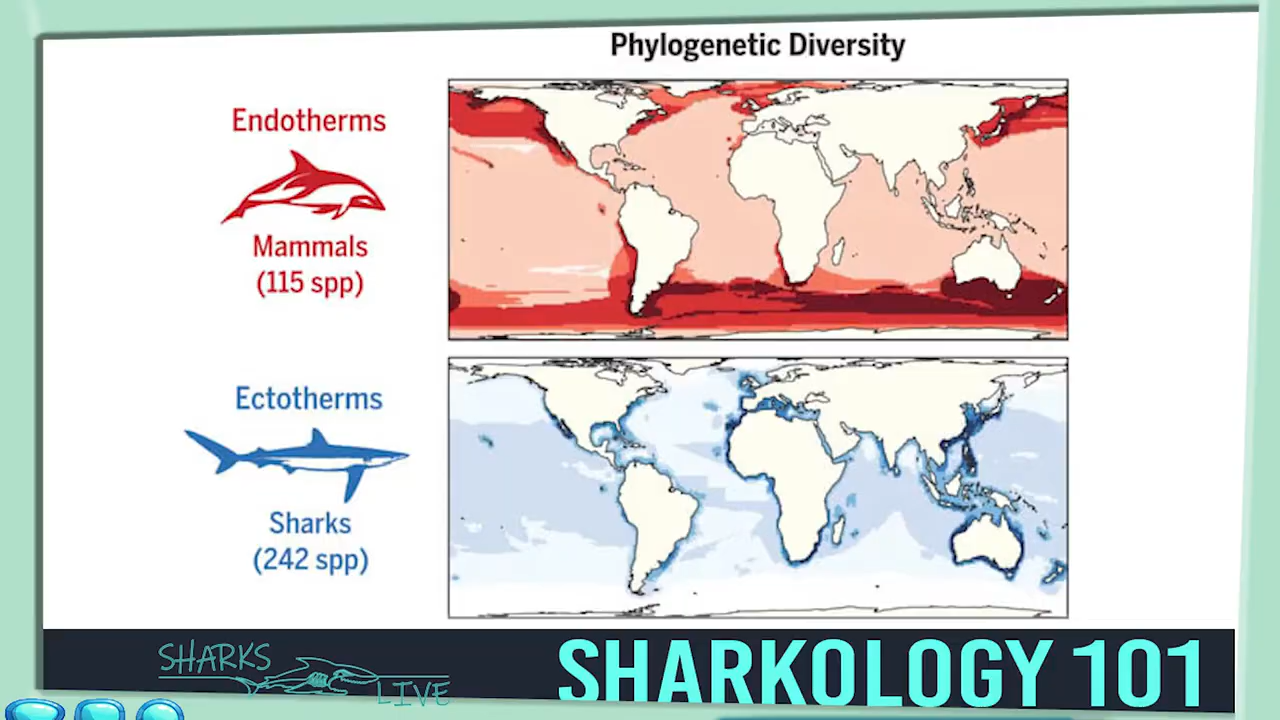 Phylogenetic Diversity
Endotherms
Mammals
(115 spp)
Ectotherms
Sharks
(242 spp)
SHARKS
LIVE
SHARKOLOGY 101